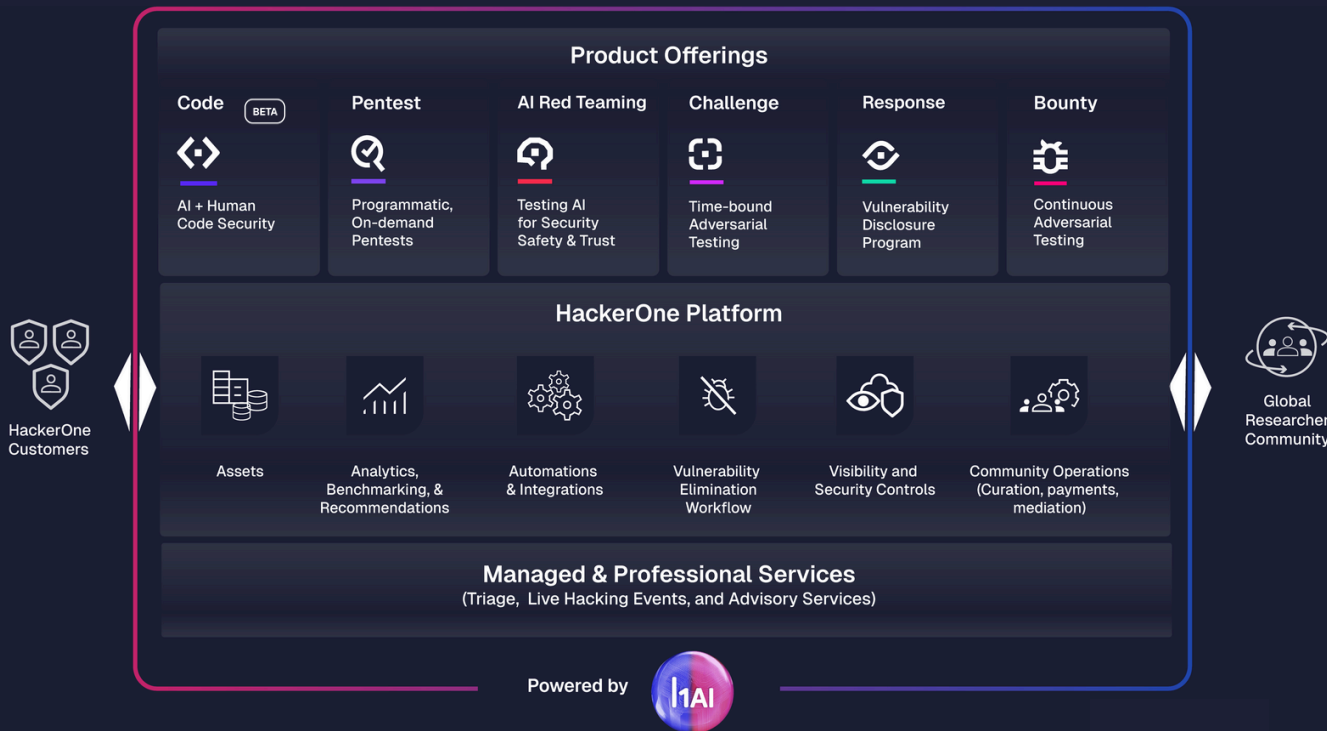 Product Offerings
Code
BETA
AI + Human
Code Security
Pentest
Programmatic,
On-demand
Pentests
AI Red Teaming
Testing AI
for Security
Safety & Trust
Challenge
Time-bound
Adversarial
Testing
Response
Vulnerability
Disclosure
Program
Bounty
Continuous
Adversarial
Testing
HackerOne
Customers
HackerOne Platform
Assets
Analytics,
Benchmarking, &
Recommendations
Automations
& Integrations
Vulnerability
Elimination
Workflow
Visibility and
Security Controls
Community Operations
(Curation, payments,
mediation)
Global
Researcher
Community
Managed & Professional Services
(Triage, Live Hacking Events, and Advisory Services)
Powered by
h1AI